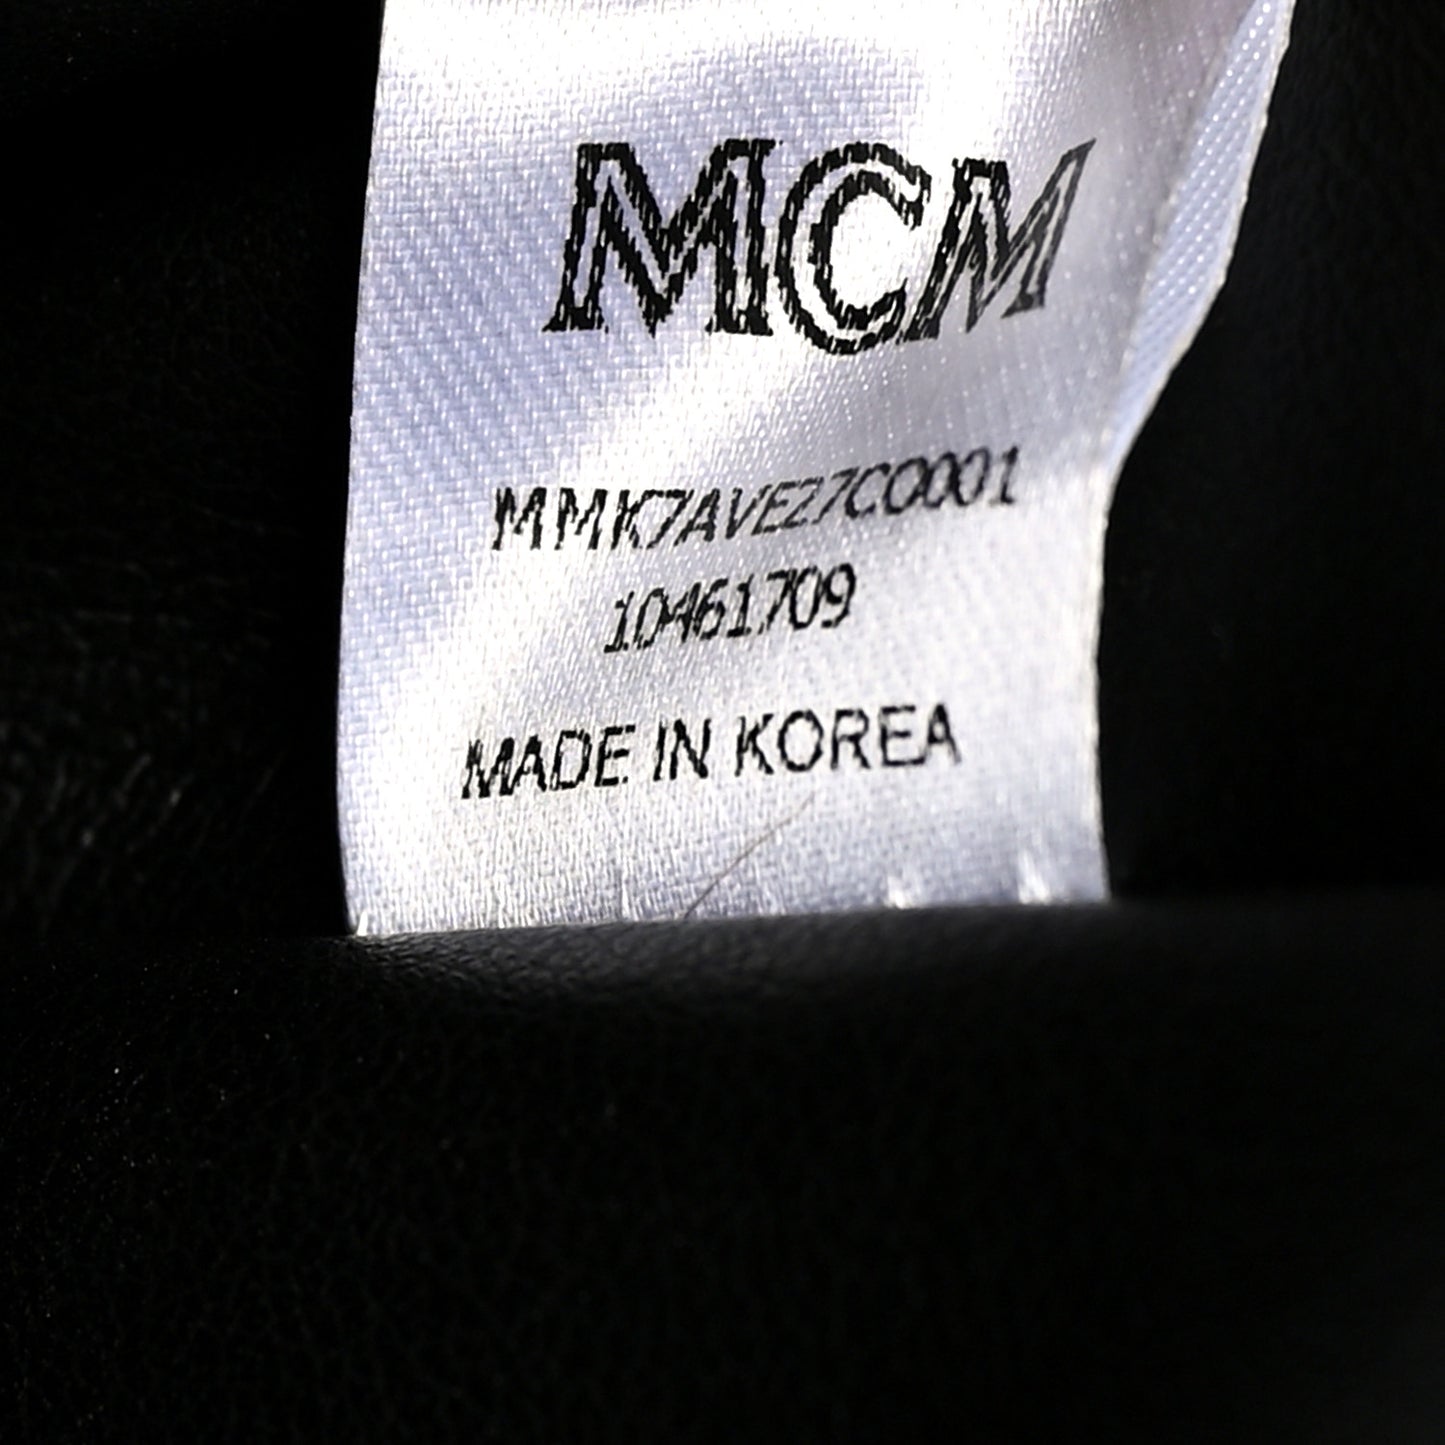 MCM
MMK7AVE27CO001
10461709
MADE IN KOREA